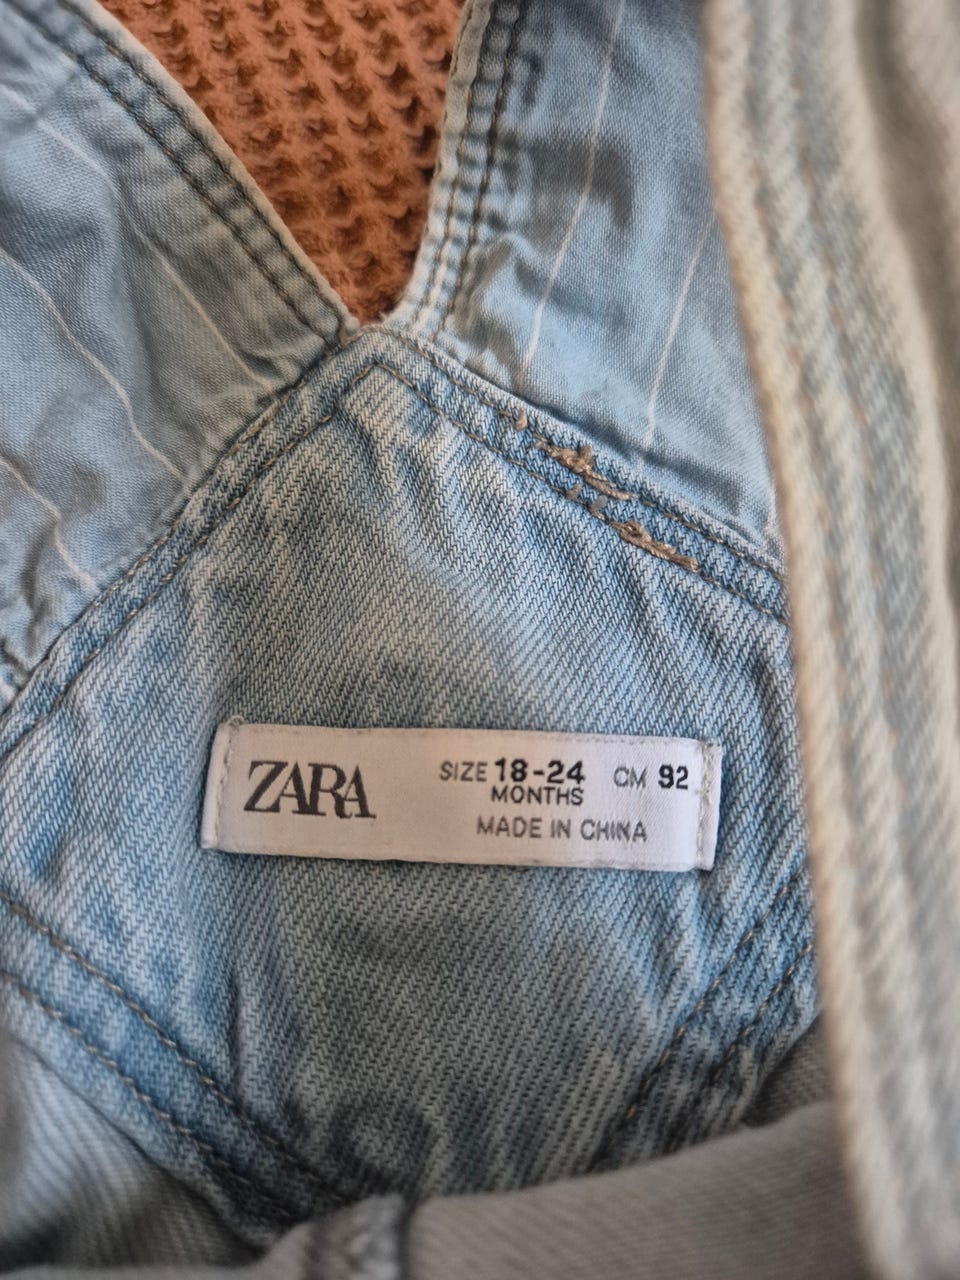 ZARA
SIZE 18-24 CM 92
MONTHS
MADE IN CHINA